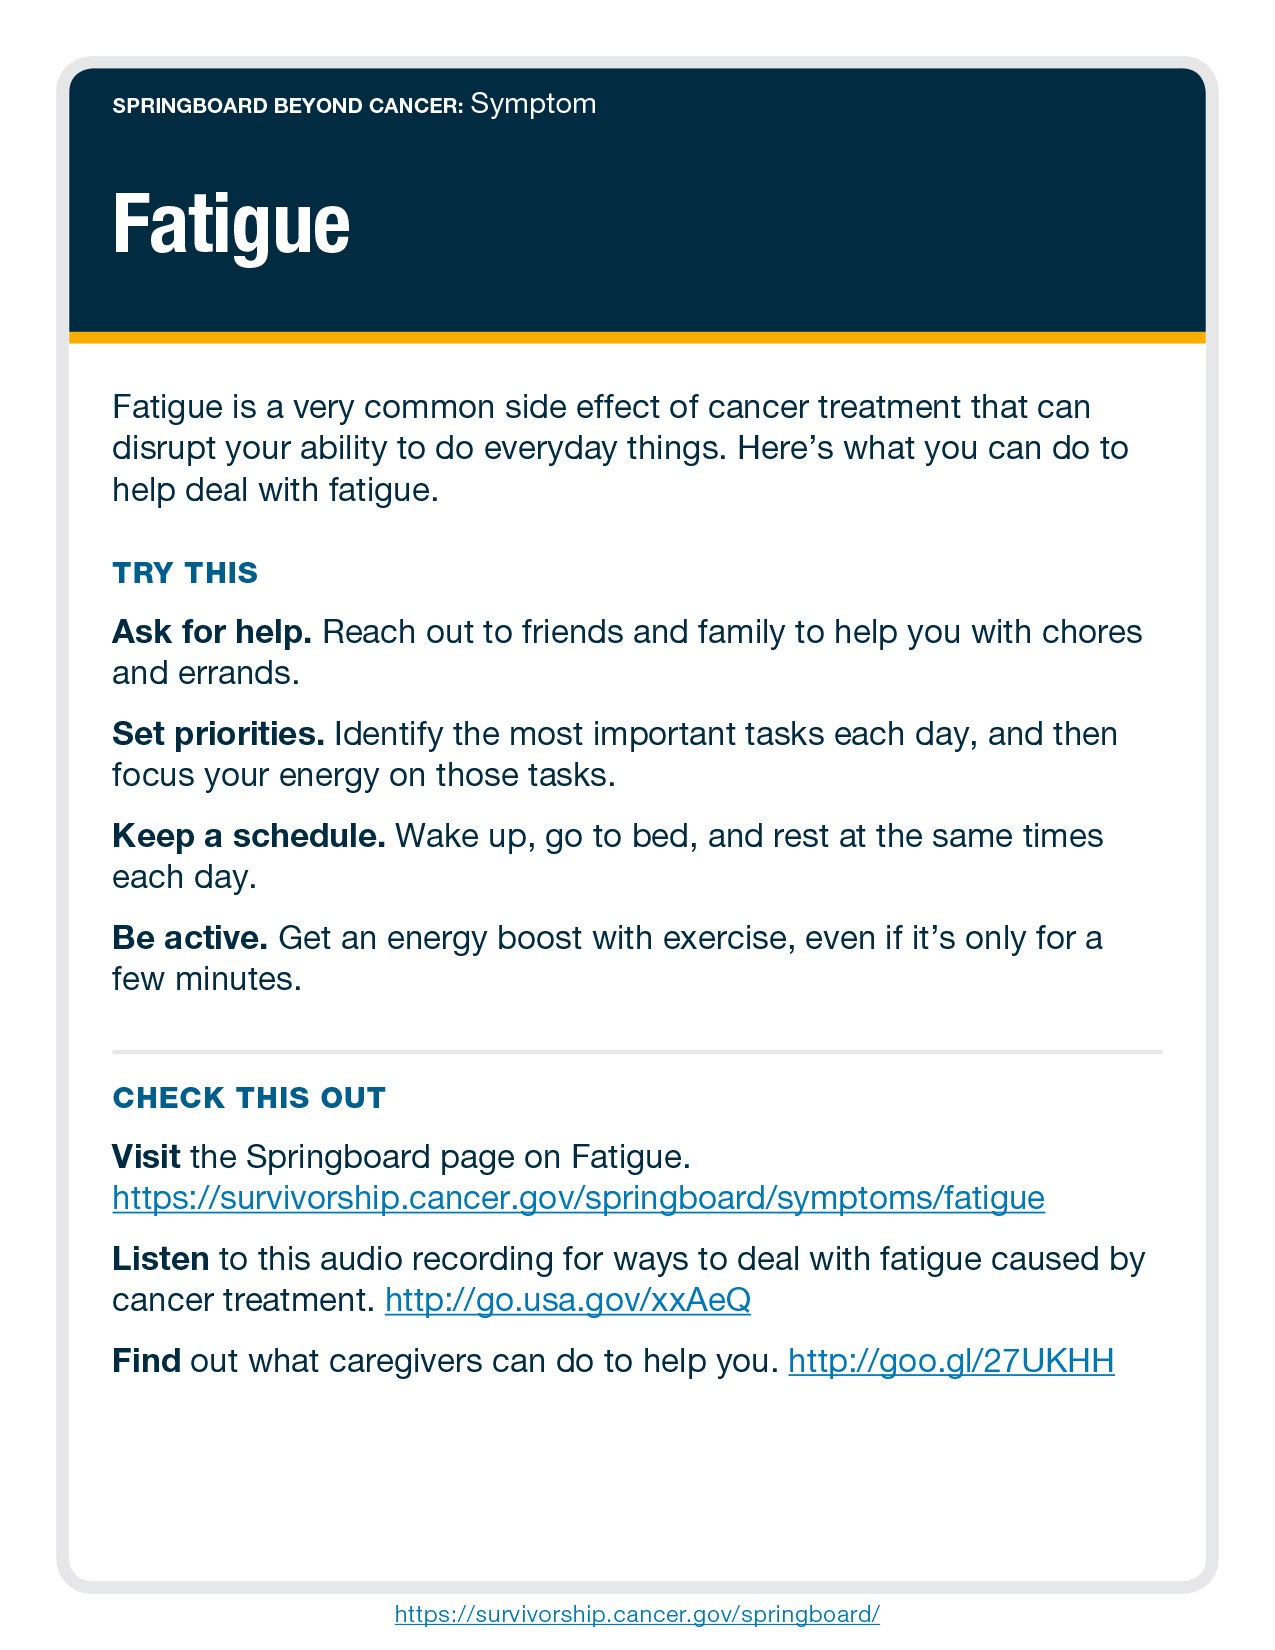 SPRINGBOARD BEYOND CANCER: Symptom
Fatigue
Fatigue is a very common side effect of cancer treatment that can
disrupt your ability to do everyday things. Here’s what you can do to
help deal with fatigue.
TRY THIS
Ask for help. Reach out to friends and family to help you with chores
and errands.
Set priorities. Identify the most important tasks each day, and then
focus your energy on those tasks.
Keep a schedule. Wake up, go to bed, and rest at the same times
each day.
Be active. Get an energy boost with exercise, even if it’s only for a
few minutes.
CHECK THIS OUT
Visit the Springboard page on Fatigue.
https://survivorship.cancer.gov/springboard/symptoms/fatigue
Listen to this audio recording for ways to deal with fatigue caused by
cancer treatment. http://go.usa.gov/xxAeQ
Find out what caregivers can do to help you. http://goo.gl/27UKHH
https://survivorship.cancer.gov/springboard/